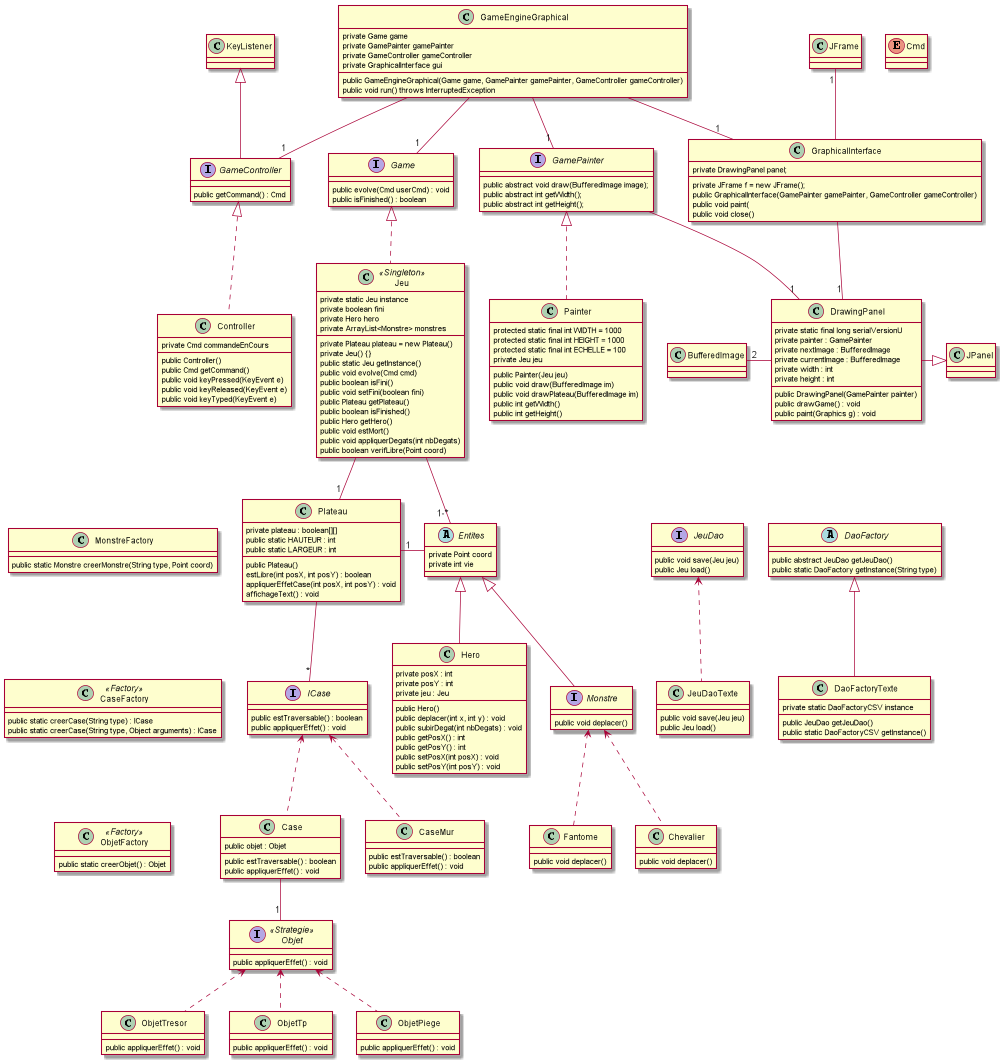 C GameEngineGraphical
private Game game
private GamePainter gamePainter
private GameController gameController
private GraphicalInterface gui
public GameEngineGraphical(Game game, GamePainter gamePainter, GameController gameController)
public void run() throws InterruptedException
C KeyListener
C JFrame
E Cmd
1
1
1
1
1
I GameController
public getCommand() : Cmd
I Game
public evolve(Cmd userCmd) : void
public isFinished() : boolean
I GamePainter
public abstract void draw(BufferedImage image);
public abstract int getWidth();
public abstract int getHeight();
C GraphicalInterface
private DrawingPanel panel;
private JFrame f = new JFrame();
public GraphicalInterface(GamePainter gamePainter, GameController gameController)
public void paint(
public void close()
C Controller
private Cmd commandeEnCours
public Controller()
public Cmd getCommand()
public void keyPressed(KeyEvent e)
public void keyReleased(KeyEvent e)
public void keyTyped(KeyEvent e)
C «Singleton»
Jeu
private static Jeu instance
private boolean fini
private Hero hero
private ArrayList<Monstre> monstres
private Plateau plateau = new Plateau()
private Jeu() {}
public static Jeu getInstance()
public void evolve(Cmd cmd)
public boolean isFini()
public void setFini(boolean fini)
public Plateau getPlateau()
public boolean isFinished()
public Hero getHero()
public void estMort()
public void appliquerDegats(int nbDegats)
public boolean verifLibre(Point coord)
C Painter
protected static final int WIDTH = 1000
protected static final int HEIGHT = 1000
protected static final int ECHELLE = 100
private Jeu jeu
public Painter(Jeu jeu)
public void draw(BufferedImage im)
public void drawPlateau(BufferedImage im)
public int getWidth()
public int getHeight()
1
1
C BufferedImage
2
C DrawingPanel
private static final long serialVersionU
private painter : GamePainter
private nextImage : BufferedImage
private currentImage : BufferedImage
private width : int
private height : int
public DrawingPanel(GamePainter painter)
public drawGame() : void
public paint(Graphics g) : void
C JPanel
1
1-*
C MonstreFactory
public static Monstre creerMonstre(String type, Point coord)
C Plateau
private plateau : boolean[][]
public static HAUTEUR : int
public static LARGEUR : int
public Plateau()
estLibre(int posX, int posY) : boolean
appliquerEffetCase(int posX, int posY) : void
affichageText() : void
1
A Entites
private Point coord
private int vie
I JeuDao
public void save(Jeu jeu)
public Jeu load()
A DaoFactory
public abstract JeuDao getJeuDao()
public static DaoFactory getInstance(String type)
*
C «Factory»
CaseFactory
public static creerCase(String type) : ICase
public static creerCase(String type, Object arguments) : ICase
I ICase
public estTraversable() : boolean
public appliquerEffet() : void
C Hero
private posX : int
private posY : int
private jeu : Jeu
public Hero()
public deplacer(int x, int y) : void
public subirDegat(int nbDegats) : void
public getPosX() : int
public getPosY() : int
public setPosX(int posX) : void
public setPosY(int posY) : void
I Monstre
public void deplacer()
C JeuDaoTexte
public void save(Jeu jeu)
public Jeu load()
C DaoFactoryTexte
private static DaoFactoryCSV instance
public JeuDao getJeuDao()
public static DaoFactoryCSV getInstance()
C «Factory»
ObjetFactory
public static creerObjet() : Objet
C Case
public objet : Objet
public estTraversable() : boolean
public appliquerEffet() : void
C CaseMur
public estTraversable() : boolean
public appliquerEffet() : void
C Fantome
public void deplacer()
C Chevalier
public void deplacer()
1
I «Strategie»
Objet
public appliquerEffet() : void
C ObjetTresor
public appliquerEffet() : void
C ObjetTp
public appliquerEffet() : void
C ObjetPiege
public appliquerEffet() : void